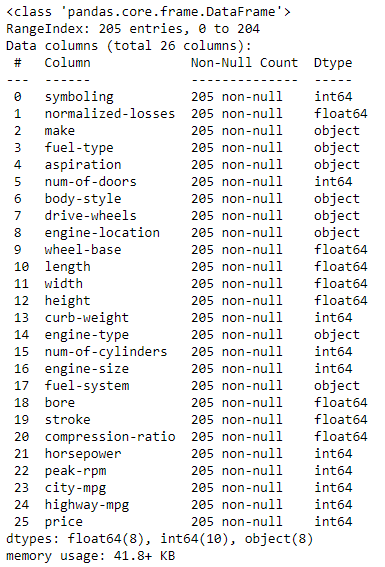 <class 'pandas.core.frame.DataFrame'>
RangeIndex: 205 entries, 0 to 204
Data columns (total 26 columns):
 #   Column             Non-Null Count  Dtype
---  ------             --------------  -----
 0   symboling          205 non-null    int64
 1   normalized-losses  205 non-null    float64
 2   make               205 non-null    object
 3   fuel-type          205 non-null    object
 4   aspiration         205 non-null    object
 5   num-of-doors       205 non-null    int64
 6   body-style         205 non-null    object
 7   drive-wheels       205 non-null    object
 8   engine-location    205 non-null    object
 9   wheel-base         205 non-null    float64
 10  length             205 non-null    float64
 11  width              205 non-null    float64
 12  height             205 non-null    float64
 13  curb-weight        205 non-null    int64
 14  engine-type        205 non-null    object
 15  num-of-cylinders   205 non-null    int64
 16  engine-size        205 non-null    int64
 17  fuel-system        205 non-null    object
 18  bore               205 non-null    float64
 19  stroke             205 non-null    float64
 20  compression-ratio  205 non-null    float64
 21  horsepower         205 non-null    int64
 22  peak-rpm           205 non-null    int64
 23  city-mpg           205 non-null    int64
 24  highway-mpg        205 non-null    int64
 25  price              205 non-null    int64
dtypes: float64(8), int64(10), object(8)
memory usage: 41.8+ KB